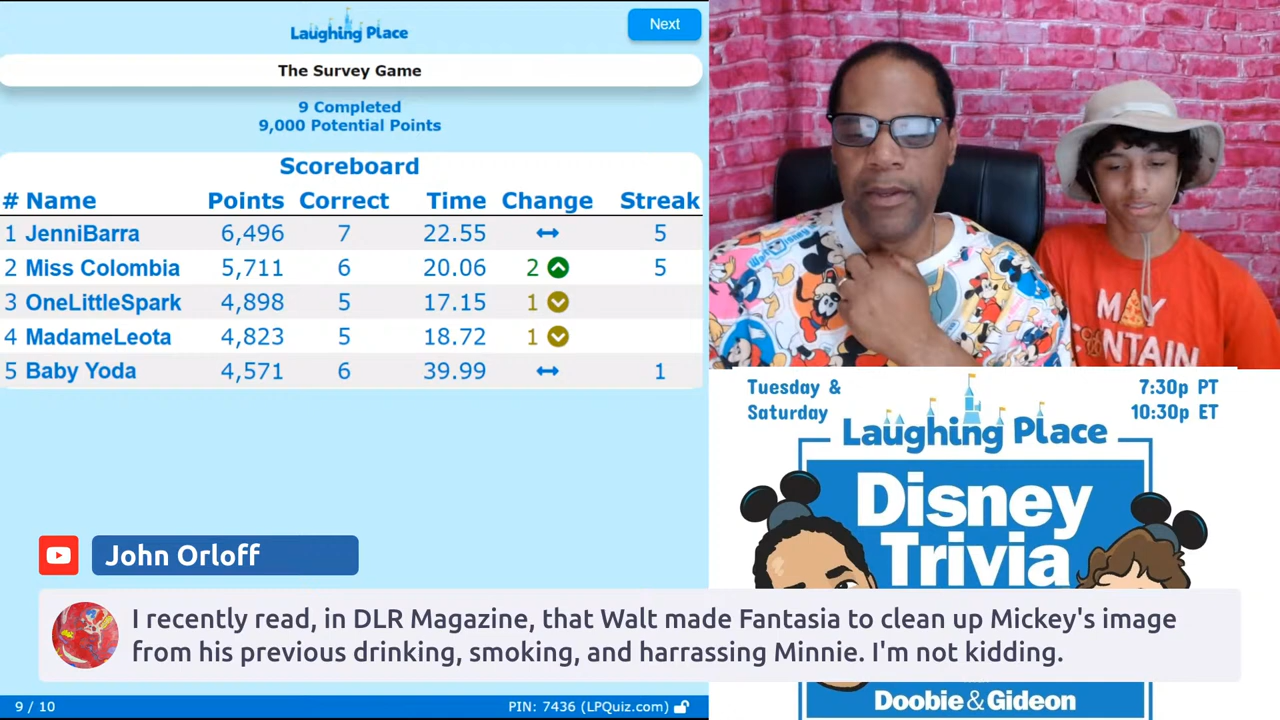 Laughing Place
Next
The Survey Game
9 Completed
9,000 Potential Points
Scoreboard
# Name Points Correct Time Change Streak
1 JenniBarra 6,496 7 22.55 5
2 Miss Colombia 5,711 6 20.06 2 5
3 OneLittleSpark 4,898 5 17.15 1
4 MadameLeota 4,823 5 18.72 1
5 Baby Yoda 4,571 6 39.99 1
Walt Disney
MAY
CONTAIN
Tuesday & 7:30p PT
Saturday 10:30p ET
Laughing Place
Disney
Trivia
John Orloff
I recently read, in DLR Magazine, that Walt made Fantasia to clean up Mickey's image
from his previous drinking, smoking, and harrassing Minnie. I'm not kidding.
Doobie & Gideon
9 / 10
PIN: 7436 (LPQuiz.com)